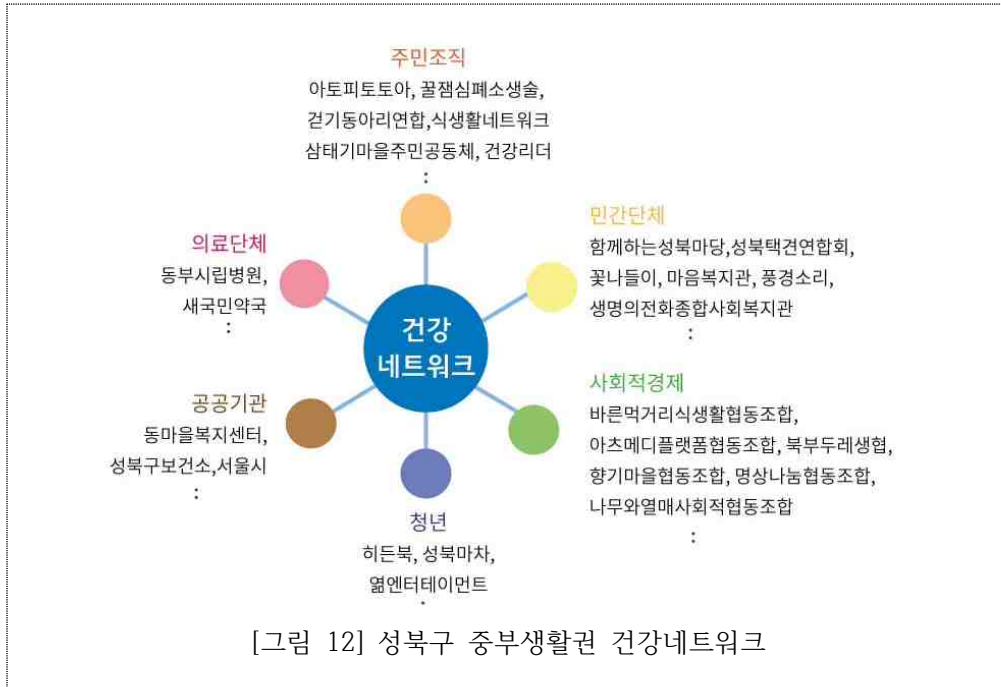 주민조직
아토피토토아, 꿀잼심폐소생술,
걷기동아리연합,식생활네트워크
삼태기마을주민공동체, 건강리더
:
민간단체
함께하는성북마당,성북택견연합회,
꽃나들이, 마음복지관, 풍경소리,
생명의전화종합사회복지관
:
의료단체
동부시립병원,
새국민약국
:
건강
네트워크
사회적경제
바른먹거리식생활협동조합,
아츠메디플랫폼협동조합, 북부두레생협,
향기마을협동조합, 명상나눔협동조합,
나무와열매사회적협동조합
:
공공기관
동마을복지센터,
성북구보건소,서울시
:
청년
히든북, 성북마차,
엶엔터테이먼트
.
[그림 12] 성북구 중부생활권 건강네트워크